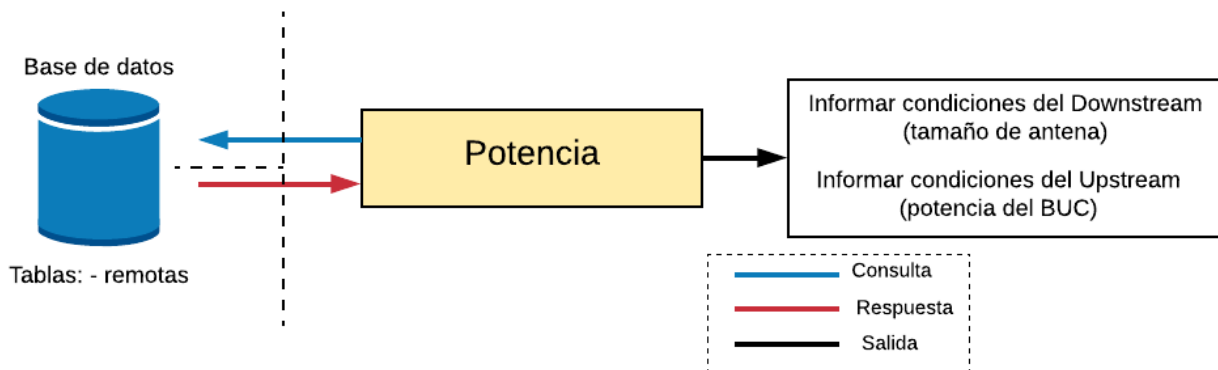 Base de datos
Tablas: - remotas
Potencia
Informar condiciones del Downstream
(tamaño de antena)
Informar condiciones del Upstream
(potencia del BUC)
Consulta
Respuesta
Salida